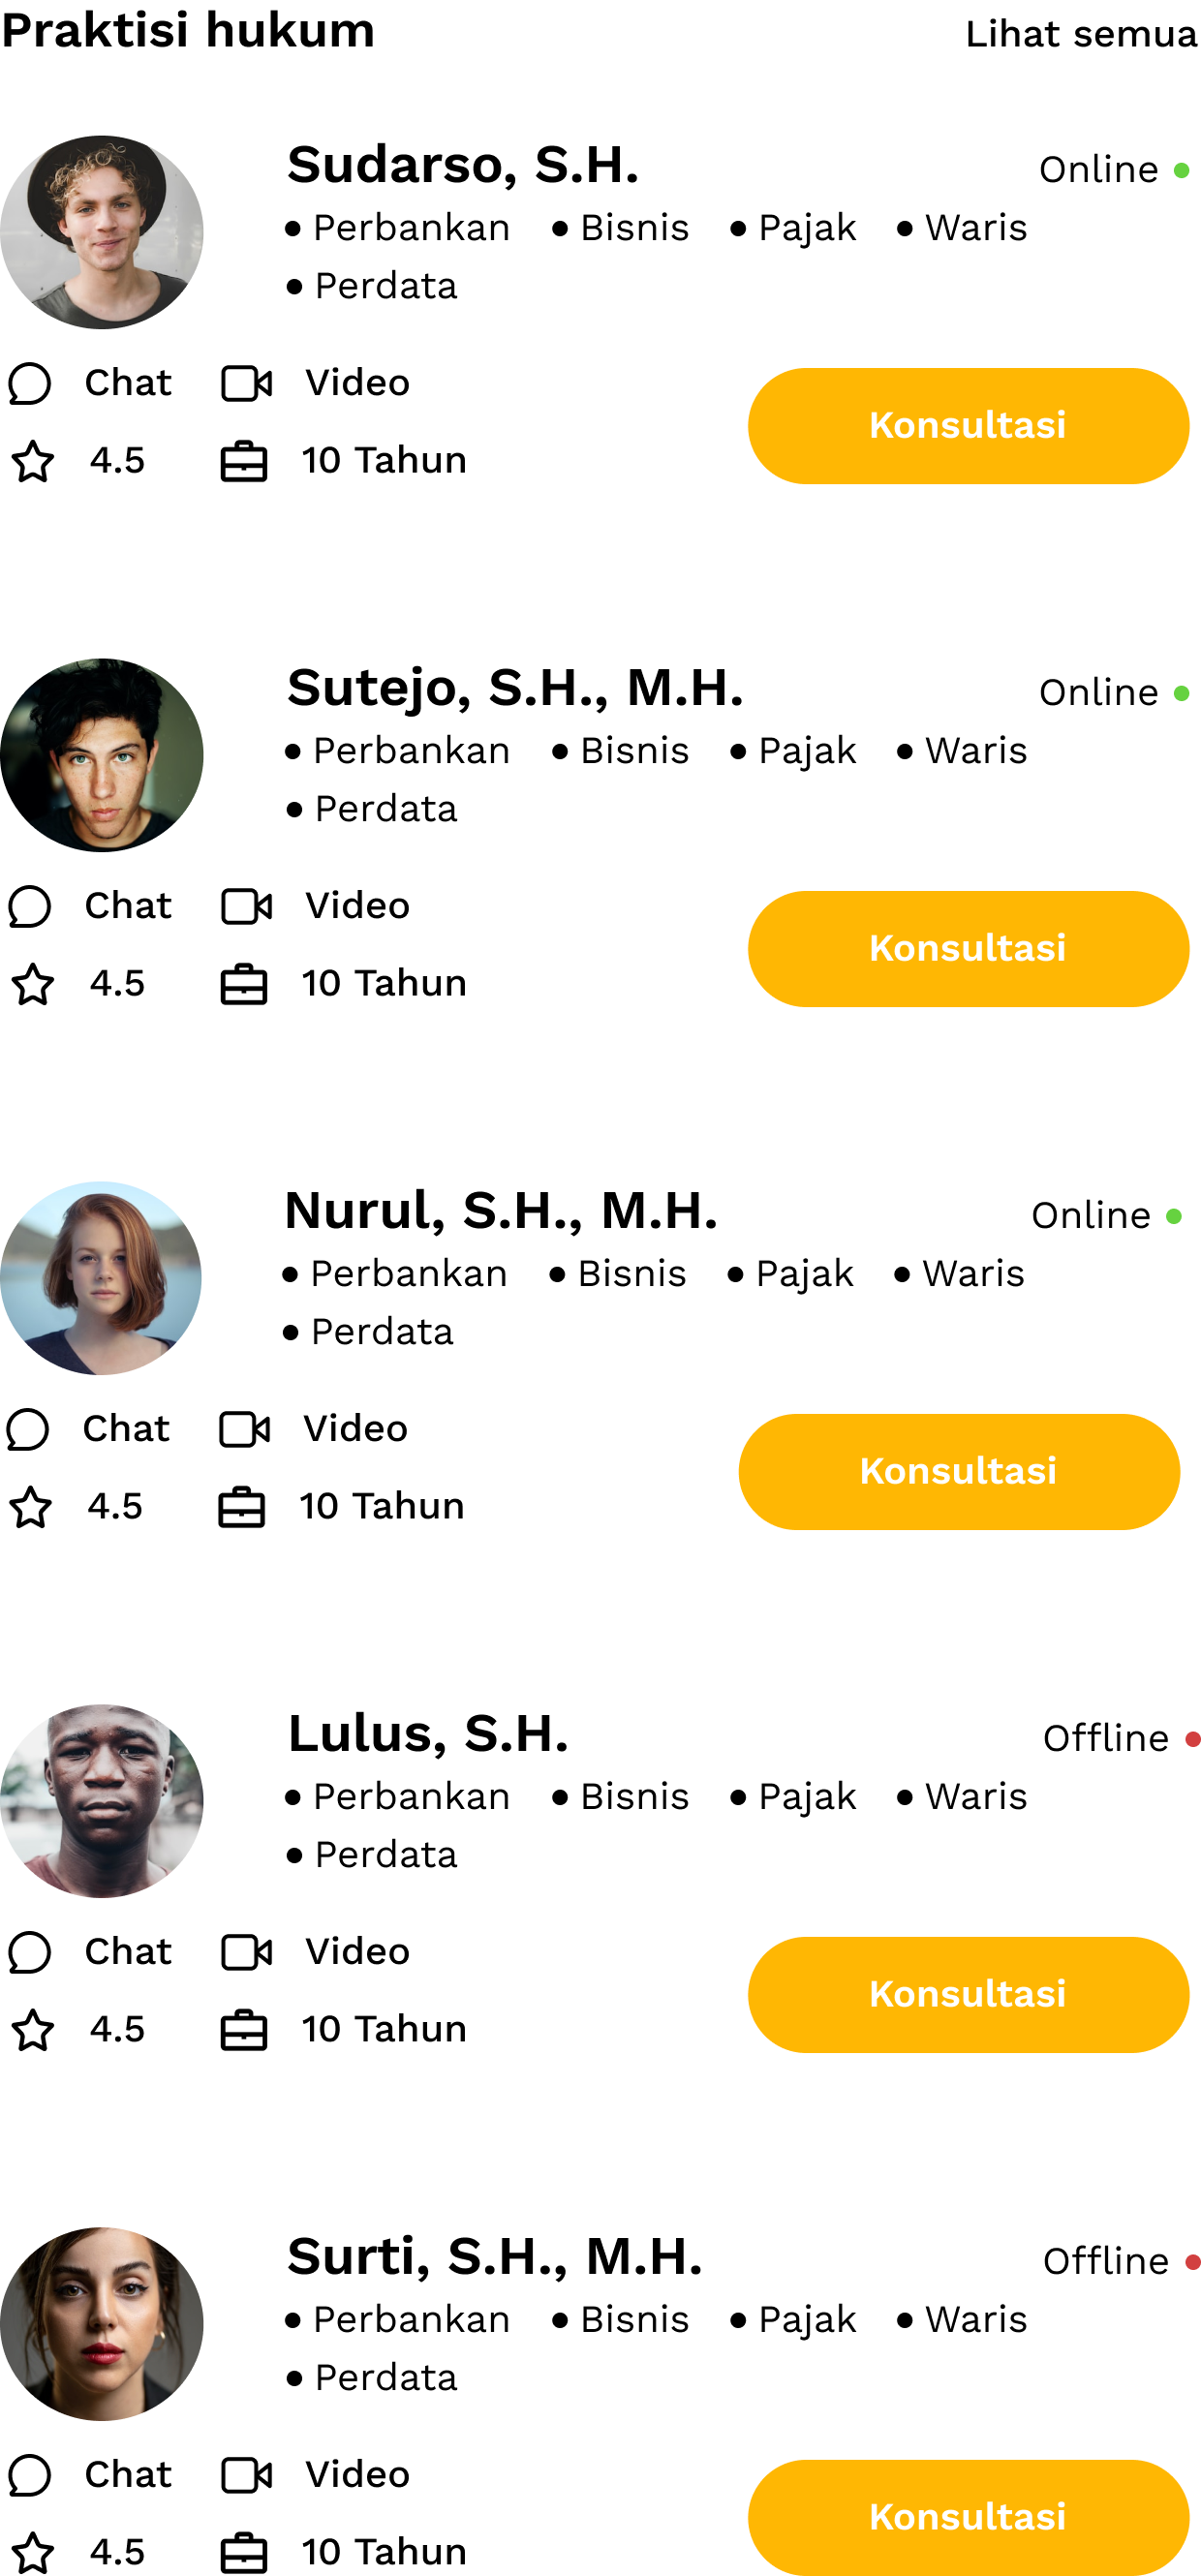 Praktisi hukum Lihat semua
Sudarso, S.H. Online
• Perbankan • Bisnis • Pajak • Waris
• Perdata
Chat Video
Konsultasi
4.5 10 Tahun
Sutejo, S.H., M.H. Online
• Perbankan • Bisnis • Pajak • Waris
• Perdata
Chat Video
Konsultasi
4.5 10 Tahun
Nurul, S.H., M.H. Online
• Perbankan • Bisnis • Pajak • Waris
• Perdata
Chat Video
Konsultasi
4.5 10 Tahun
Lulus, S.H. Offline
• Perbankan • Bisnis • Pajak • Waris
• Perdata
Chat Video
Konsultasi
4.5 10 Tahun
Surti, S.H., M.H. Offline
• Perbankan • Bisnis • Pajak • Waris
• Perdata
Chat Video
Konsultasi
4.5 10 Tahun